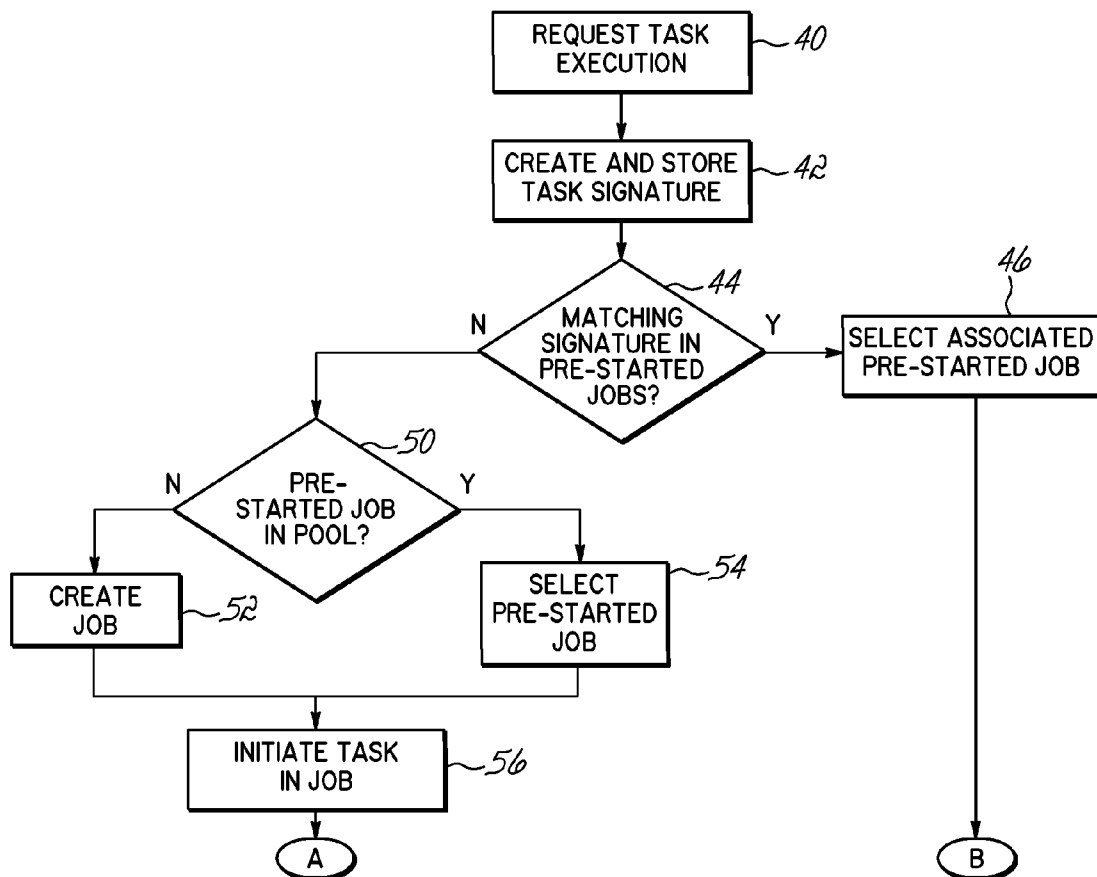 REQUEST TASK
EXECUTION
40
CREATE AND STORE
TASK SIGNATURE
42
44
MATCHING
SIGNATURE IN
PRE-STARTED
JOBS?
N
Y
46
SELECT ASSOCIATED
PRE-STARTED JOB
50
PRE-
STARTED JOB
IN POOL?
N
Y
CREATE
JOB
52
SELECT
PRE-STARTED
JOB
54
INITIATE TASK
IN JOB
56
A
B